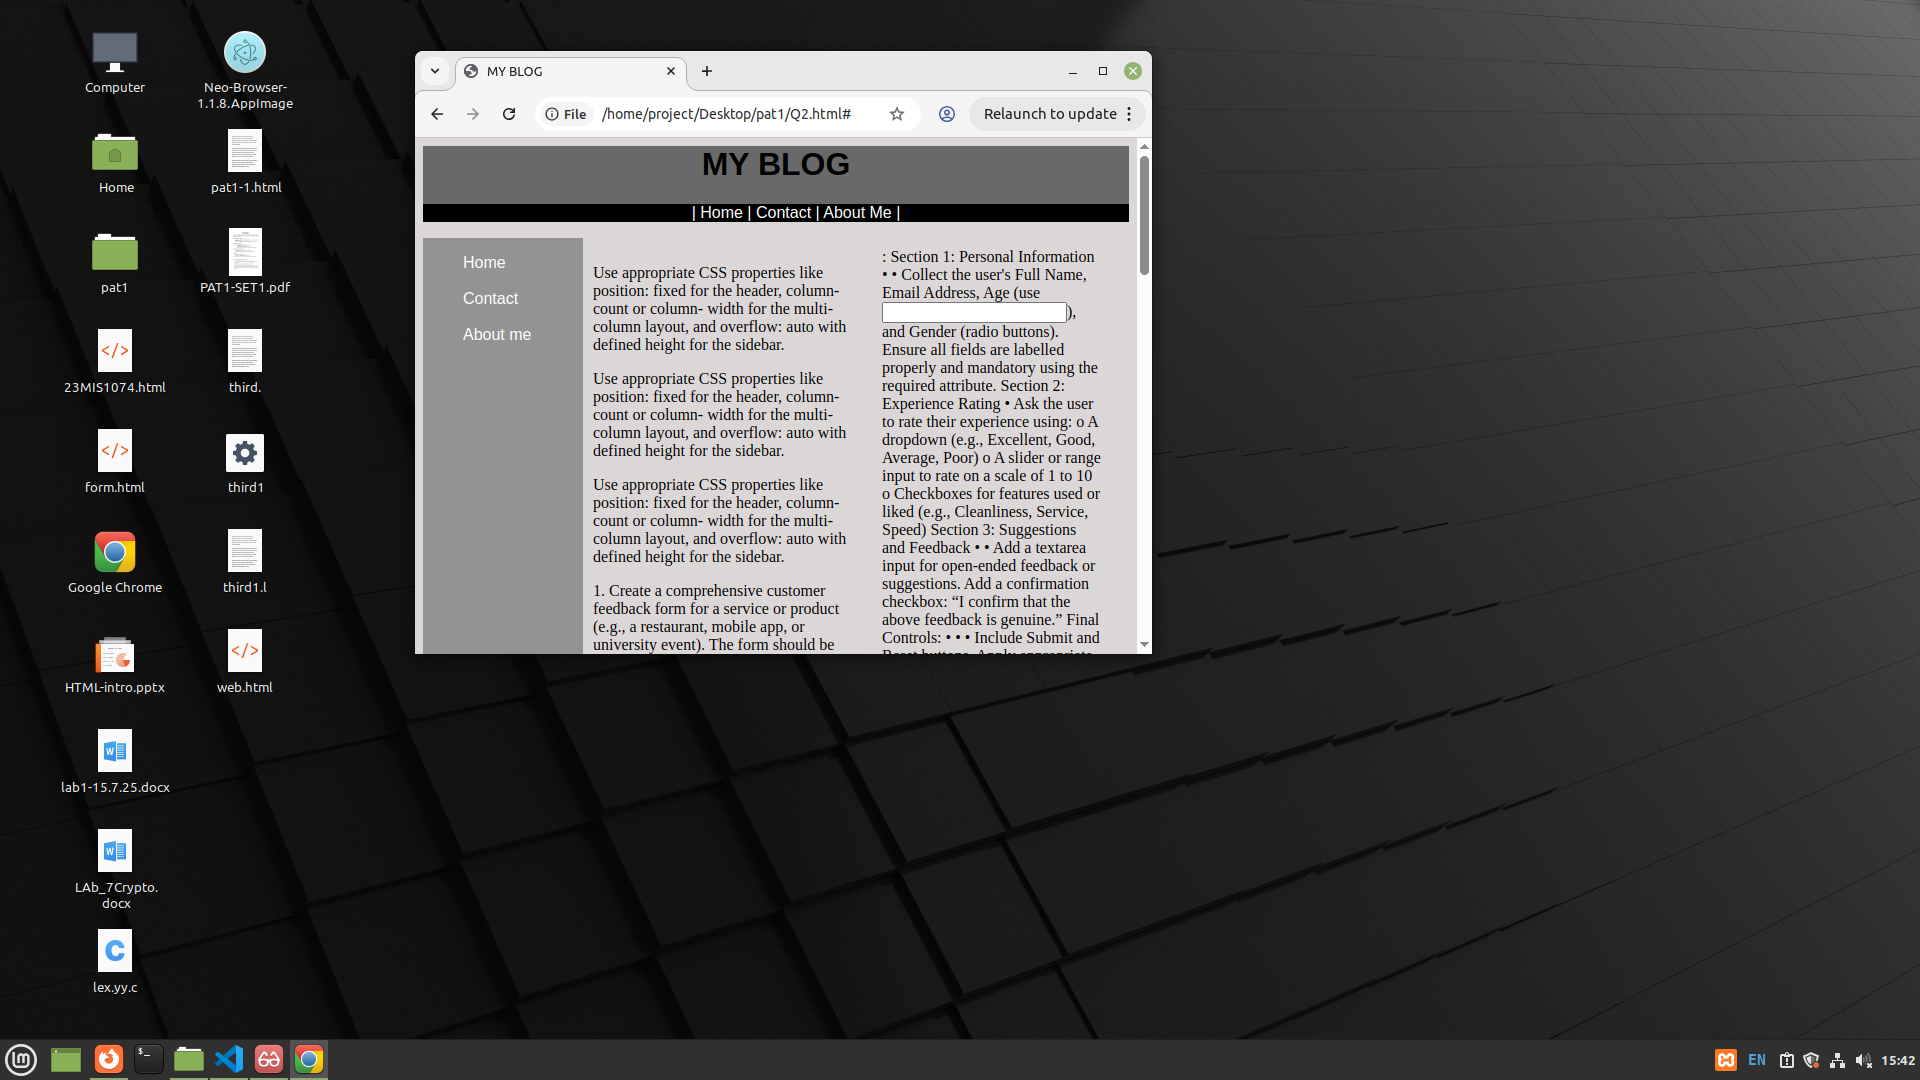 Computer
Neo-Browser-
1.1.8.AppImage
Home
pat1-1.html
pat1
PAT1-SET1.pdf
23MIS1074.html
third.
form.html
third1
Google Chrome
third1.l
HTML-intro.pptx
web.html
lab1-15.7.25.docx
LAb_7Crypto.
docx
lex.yy.c
MY BLOG
File
/home/project/Desktop/pat1/Q2.html#
Relaunch to update
MY BLOG
| Home | Contact | About Me |
Home
Contact
About me
Use appropriate CSS properties like
position: fixed for the header, column-
count or column- width for the multi-
column layout, and overflow: auto with
defined height for the sidebar.
Use appropriate CSS properties like
position: fixed for the header, column-
count or column- width for the multi-
column layout, and overflow: auto with
defined height for the sidebar.
Use appropriate CSS properties like
position: fixed for the header, column-
count or column- width for the multi-
column layout, and overflow: auto with
defined height for the sidebar.
1. Create a comprehensive customer
feedback form for a service or product
(e.g., a restaurant, mobile app, or
university event). The form should be
: Section 1: Personal Information
• • Collect the user's Full Name,
Email Address, Age (use
),
and Gender (radio buttons).
Ensure all fields are labelled
properly and mandatory using the
required attribute. Section 2:
Experience Rating • Ask the user
to rate their experience using: o A
dropdown (e.g., Excellent, Good,
Average, Poor) o A slider or range
input to rate on a scale of 1 to 10
o Checkboxes for features used or
liked (e.g., Cleanliness, Service,
Speed) Section 3: Suggestions
and Feedback • • Add a textarea
input for open-ended feedback or
suggestions. Add a confirmation
checkbox: “I confirm that the
above feedback is genuine.” Final
Controls: • • • Include Submit and
Reset buttons. Apply appropriate
EN
15:42